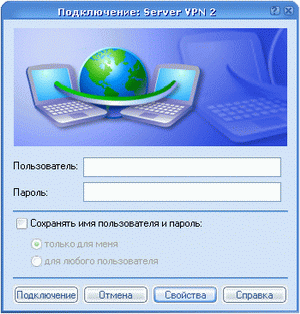 Подключение: Server VPN 2
Пользователь:
Пароль:
Сохранять имя пользователя и пароль:
только для меня
для любого пользователя
Подключение Отмена Свойства Справка